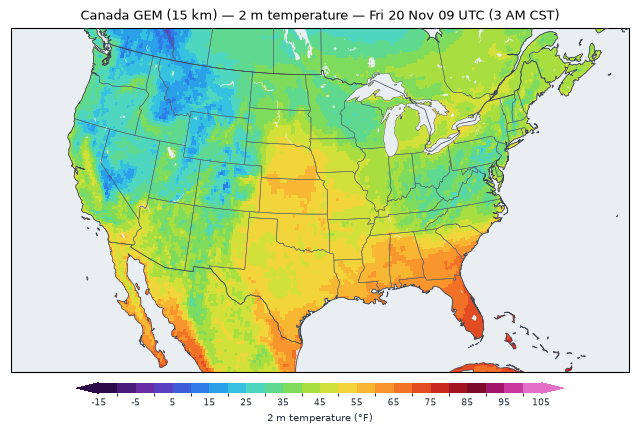 Canada GEM (15 km) — 2 m temperature — Fri 20 Nov 09 UTC (3 AM CST)
-15 -5 5 15 25 35 45 55 65 75 85 95 105
2 m temperature (°F)